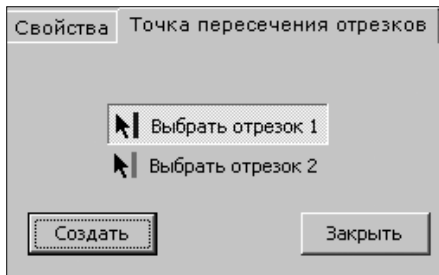 Свойства
Точка пересечения отрезков
Выбрать отрезок 1
Выбрать отрезок 2
Создать
Закрыть